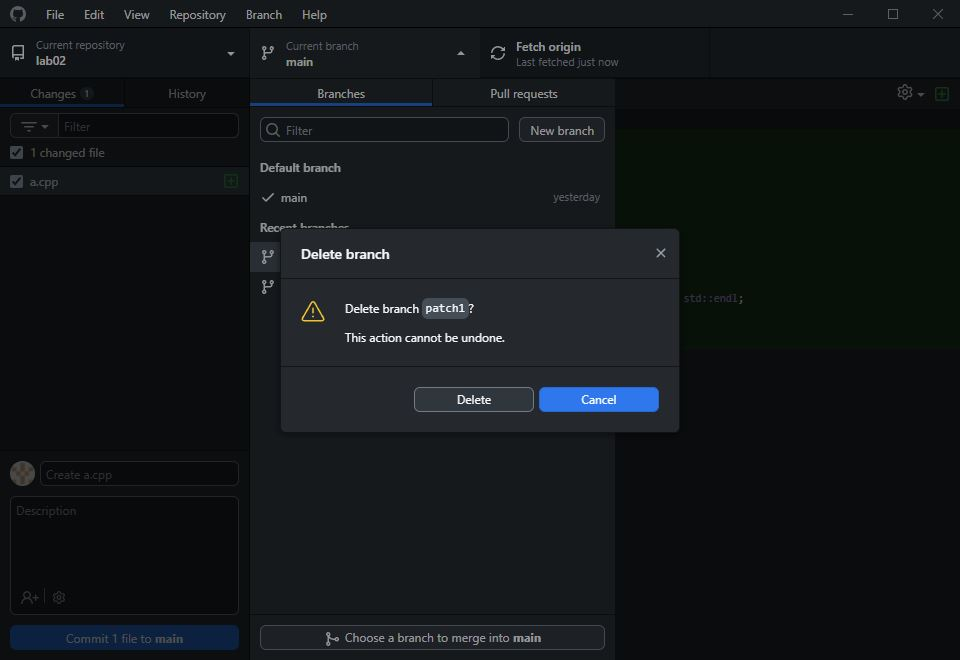 File Edit View Repository Branch Help
Current repository
lab02
Current branch
main
Fetch origin
Last fetched just now
Changes 1
History
Branches
Pull requests
Filter
1 changed file
a.cpp
Filter
New branch
Default branch
main
yesterday
Recent branches
std::endl;
Delete branch
Delete branch patch1?
This action cannot be undone.
Delete
Cancel
Create a.cpp
Description
Commit 1 file to main
Choose a branch to merge into main